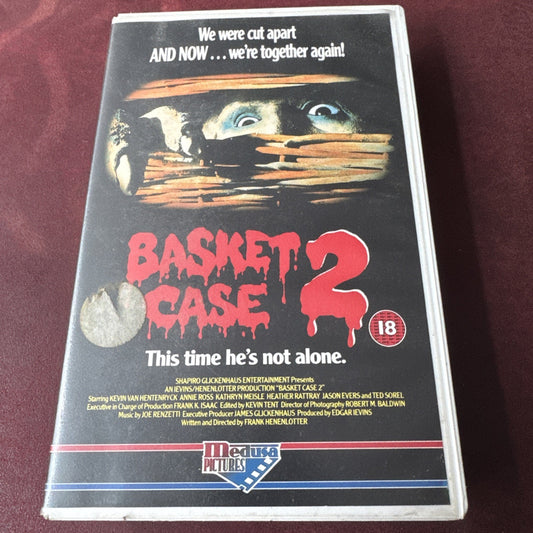 We were cut apart
AND NOW . . . we're together again!
BASKET 2
CASE
18
This time he's not alone.
SHAPIRO GLICKENHAUS ENTERTAINMENT Presents
AN IEVINS/HENENLOTTER PRODUCTION "BASKET CASE 2"
Starring KEVIN VAN HENTENRYCK ANNIE ROSS KATHRYN MEISLE HEATHER RATTRAY JASON EVERS and TED SOREL
Executive in Charge of Production FRANK K. ISAAC Edited by KEVIN TENT Director of Photography ROBERT M. BALDWIN
Music by JOE RENZETTI Executive Producer JAMES GLICKENHAUS Produced by EDGAR IEVINS
Written and Directed by FRANK HENENLOTTER
Medusa
PICTURES